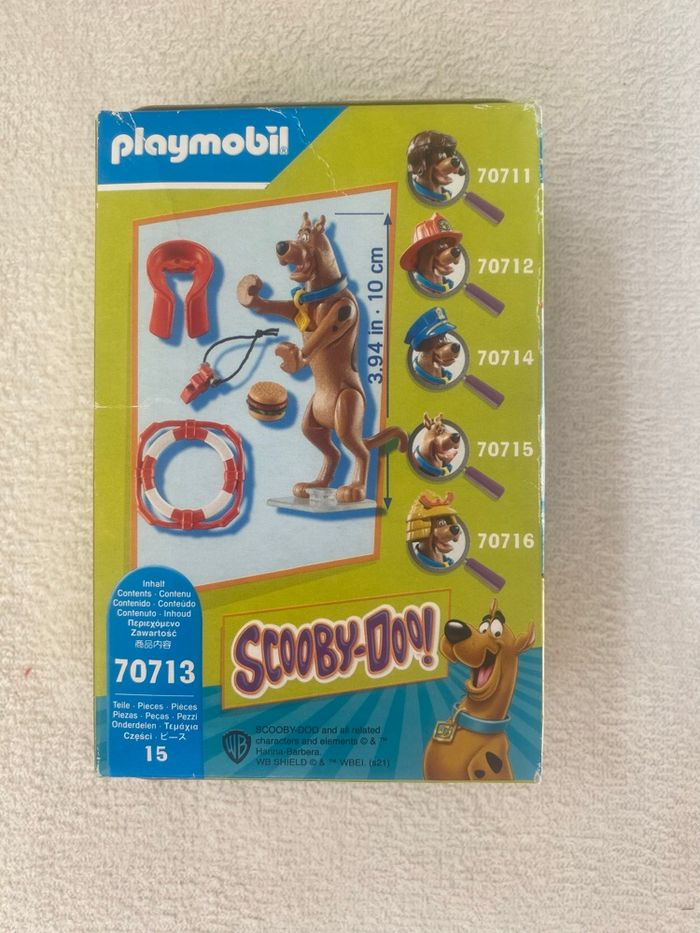 playmobil®
70711
70712
70714
70715
70716
3.94 in · 10 cm
Inhalt
Contents · Contenu
Contenido · Conteúdo
Contenuto · Inhoud
Περιεχόμενο
Zawartość
商品内容
70713
Teile · Pieces · Pièces
Piezas · Peças · Pezzi
Onderdelen · Τεμάχια
Części · ピース
15
SCOOBY-DOO!
WB
SCOOBY-DOO and all related
characters and elements © & ™
Hanna-Barbera.
WB SHIELD © & ™ WBEI. (s21)